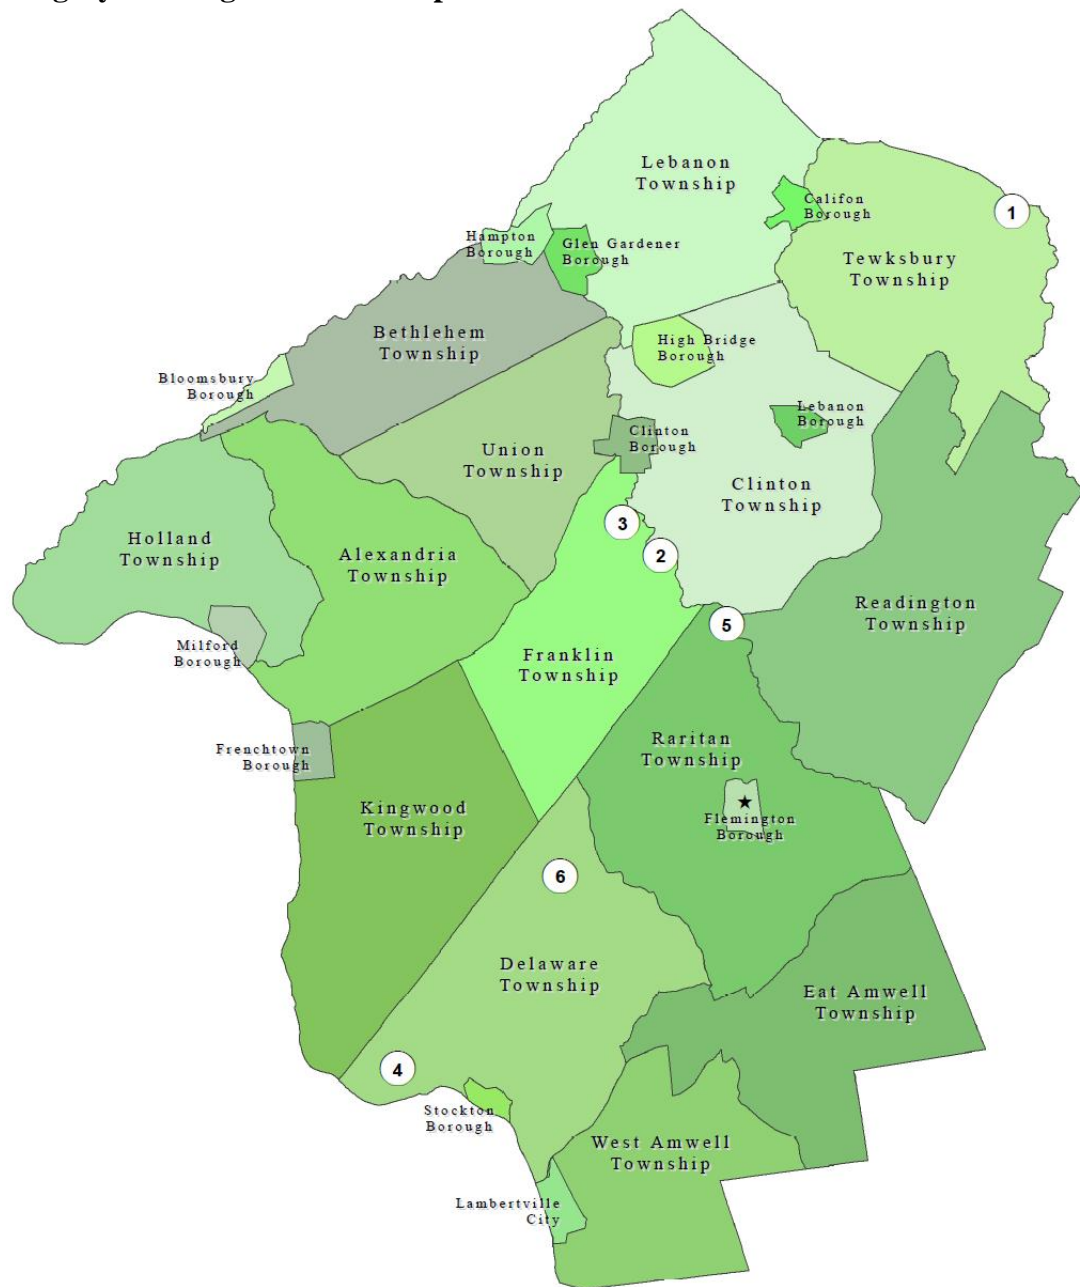 Lebanon
Township
Califon
Borough
1
Hampton
Borough
Glen Gardener
Borough
Tewksbury
Township
Bethlehem
Township
High Bridge
Borough
Bloomsbury
Borough
Lebanon
Borough
Clinton
Borough
Union
Township
Clinton
Township
3
2
Holland
Township
Alexandria
Township
Readington
Township
5
Milford
Borough
Franklin
Township
Raritan
Township
Frenchtown
Borough
Kingwood
Township
Flemington
Borough
6
Delaware
Township
Eat Amwell
Township
4
Stockton
Borough
West Amwell
Township
Lambertville
City